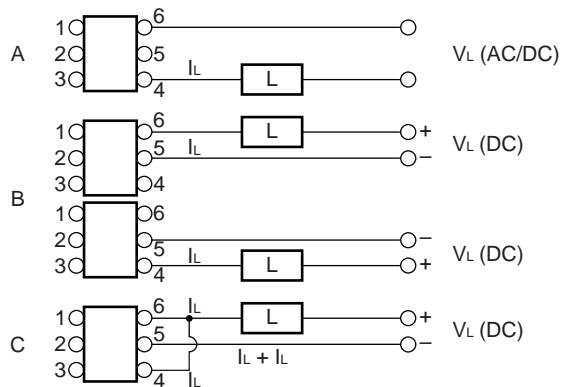 A
1 6
2 5
3 4
IL
L
VL (AC/DC)
B
1 6
2 5
3 4
IL
L
+
–
VL (DC)
1 6
2 5
3 4
IL
L
–
+
VL (DC)
C
1 6
2 5
3 4
IL
L
IL + IL
IL
+
–
VL (DC)